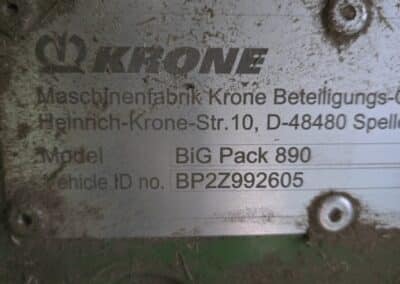 KRONE
Maschinenfabrik Krone Beteiligungs-
Heinrich-Krone-Str.10, D-48480 Spelle
Model BiG Pack 890
Vehicle ID no. BP2Z992605